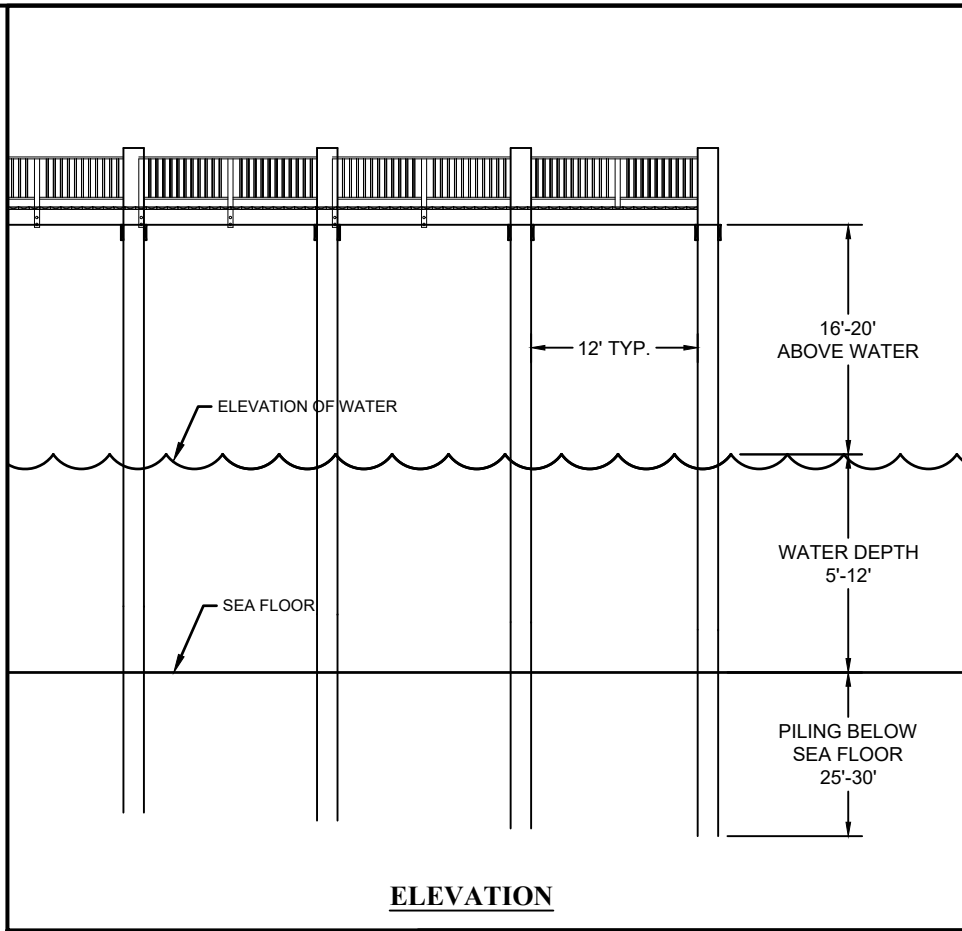 16'-20'
ABOVE WATER
12' TYP.
ELEVATION OF WATER
WATER DEPTH
5'-12'
SEA FLOOR
PILING BELOW
SEA FLOOR
25'-30'
ELEVATION